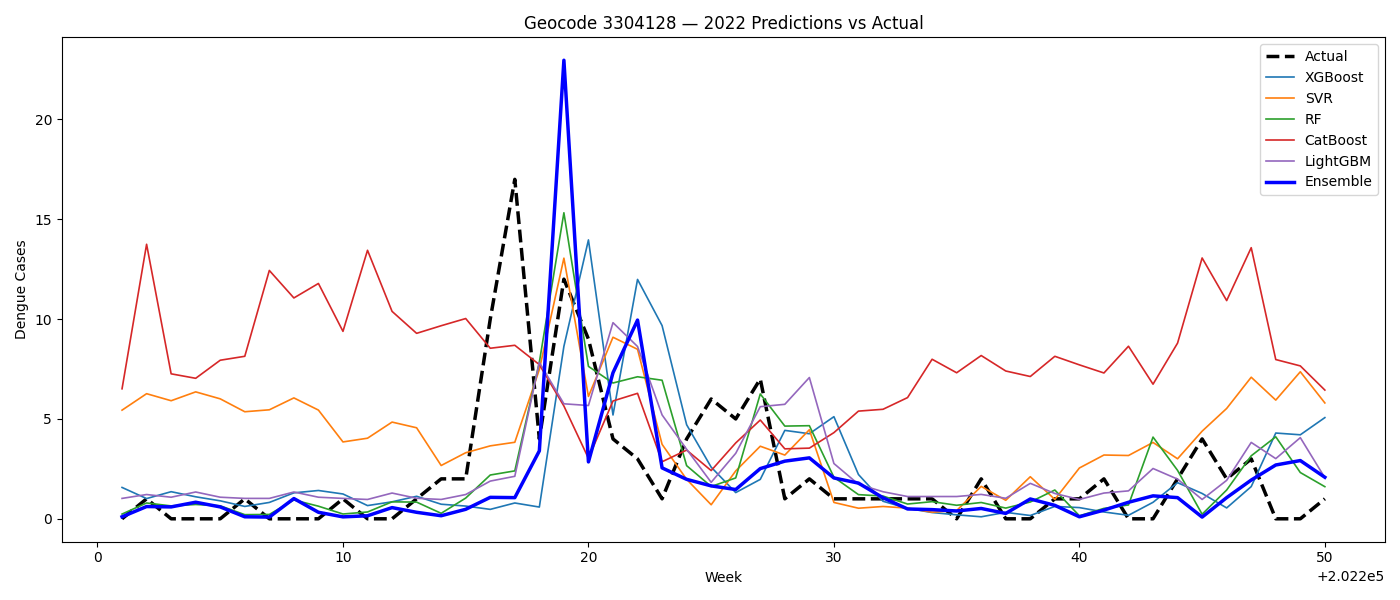 Geocode 3304128 — 2022 Predictions vs Actual
Dengue Cases
20
15
10
5
0
Actual
XGBoost
SVR
RF
CatBoost
LightGBM
Ensemble
0 10 20 30 40 50
Week
+2.022e5